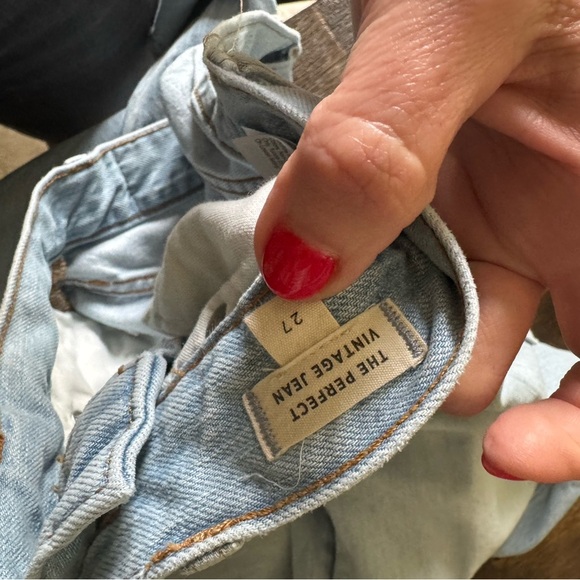 27
THE PERFECT
VINTAGE JEAN